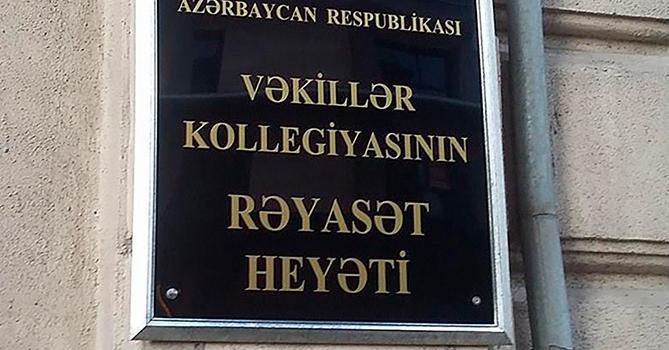 AZƏRBAYCAN RESPUBLİKASI
VƏKİLLƏR
KOLLEGİYASININ
RƏYASƏT
HEYƏTİ